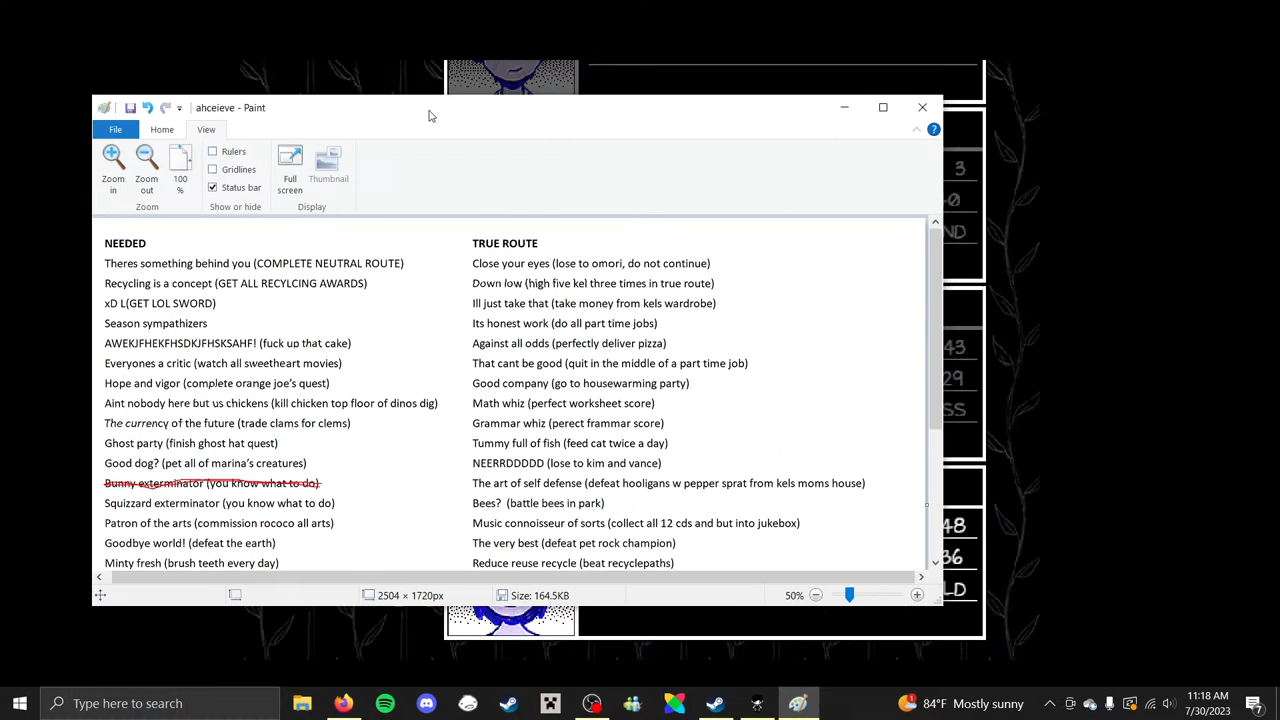 ahceieve - Paint
File
Home
View
Zoom in
Zoom out
100 %
Rulers
Gridlines
Status bar
Full screen
Thumbnail
Zoom
Show or hide
Display
NEEDED
Theres something behind you (COMPLETE NEUTRAL ROUTE)
Recycling is a concept (GET ALL RECYLCING AWARDS)
xD L(GET LOL SWORD)
Season sympathizers
AWEKJFHEKFHSDKJFHSKSAHF! (fuck up that cake)
Everyones a critic (watch all sweetheart movies)
Hope and vigor (complete orange joe's quest)
Aint nobody here but us chickens (kill chicken top floor of dinos dig)
The currency of the future (trade clams for clems)
Ghost party (finish ghost hat quest)
Good dog? (pet all of marina's creatures)
Bunny exterminator (you know what to do)
Squizzard exterminator (you know what to do)
Patron of the arts (commission rococo all arts)
Goodbye world! (defeat the earth)
Minty fresh (brush teeth every day)
TRUE ROUTE
Close your eyes (lose to omori, do not continue)
Down low (high five kel three times in true route)
Ill just take that (take money from kels wardrobe)
Its honest work (do all part time jobs)
Against all odds (perfectly deliver pizza)
That cant be good (quit in the middle of a part time job)
Good company (go to housewarming party)
Math whiz (perfect worksheet score)
Grammar whiz (perect frammar score)
Tummy full of fish (feed cat twice a day)
NEERRDDDDD (lose to kim and vance)
The art of self defense (defeat hooligans w pepper sprat from kels moms house)
Bees? (battle bees in park)
Music connoisseur of sorts (collect all 12 cds and but into jukebox)
The very best (defeat pet rock champion)
Reduce reuse recycle (beat recyclepaths)
3
0
ND
43
29
SS
48
36
LD
2504 × 1720px
Size: 164.5KB
50%
Type here to search
84°F Mostly sunny
11:18 AM
7/30/2023